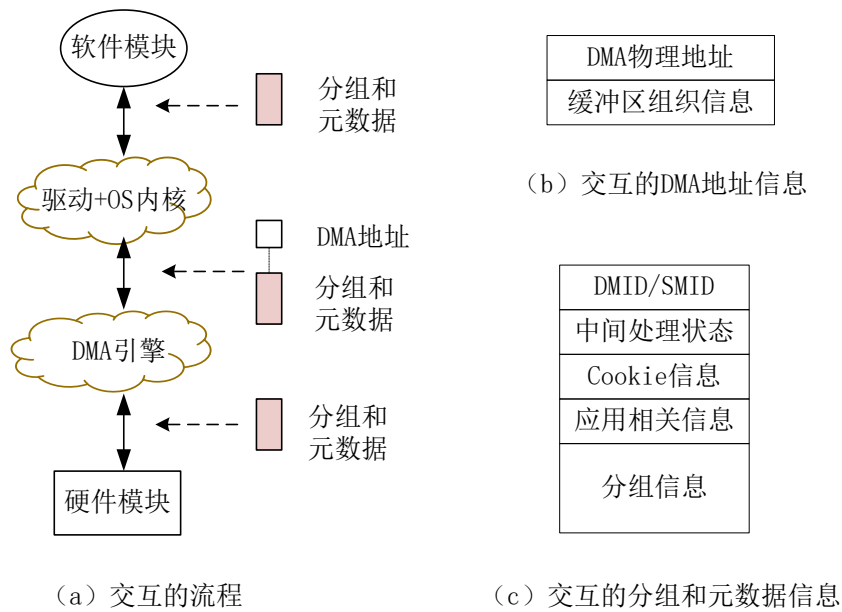 软件模块
分组和
元数据
驱动+OS内核
DMA地址
分组和
元数据
DMA引擎
分组和
元数据
硬件模块
（a）交互的流程
DMA物理地址
缓冲区组织信息
（b）交互的DMA地址信息
DMID/SMID
中间处理状态
Cookie信息
应用相关信息
分组信息
（c）交互的分组和元数据信息